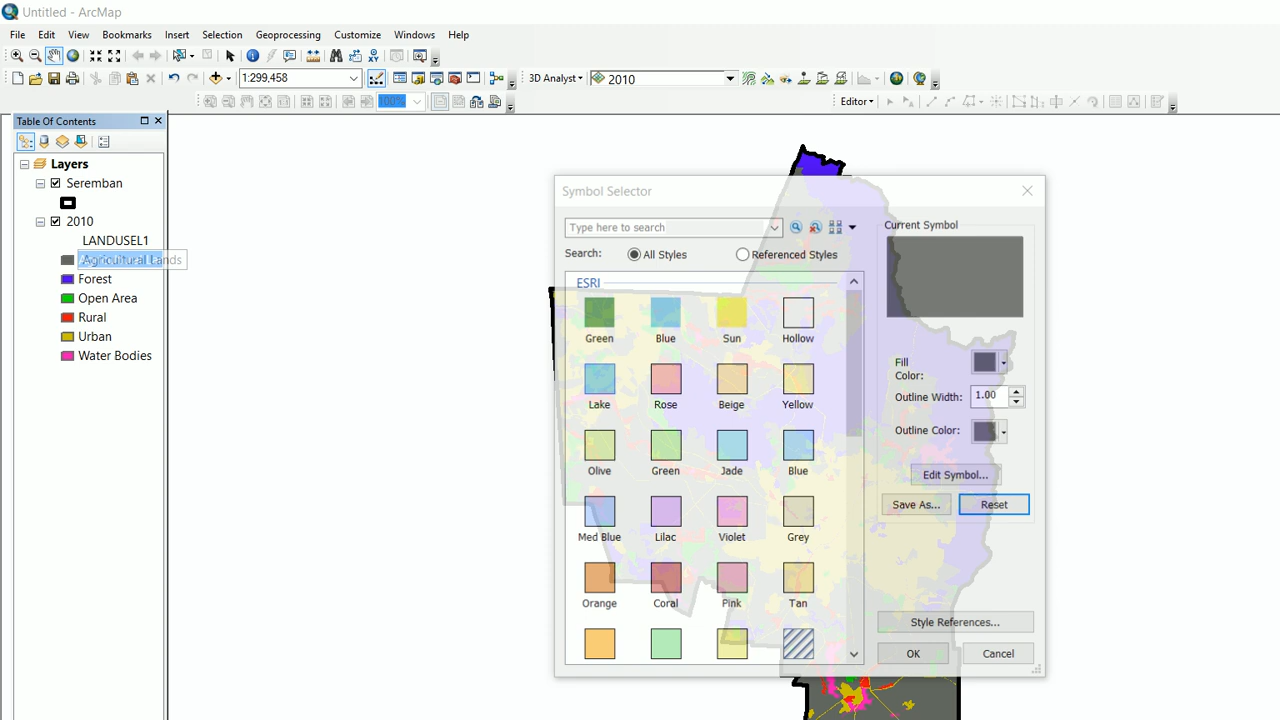 Untitled - ArcMap
File Edit View Bookmarks Insert Selection Geoprocessing Customize Windows Help
1:299,458 3D Analyst 2010
100% Editor
Table Of Contents
Layers
Seremban
2010
LANDUSEL1
Agricultural Lands
Forest
Open Area
Rural
Urban
Water Bodies
Symbol Selector
Type here to search
Search: All Styles Referenced Styles
ESRI
Green Blue Sun Hollow
Lake Rose Beige Yellow
Olive Green Jade Blue
Med Blue Lilac Violet Grey
Orange Coral Pink Tan
Current Symbol
Fill
Color:
Outline Width: 1.00
Outline Color:
Edit Symbol...
Save As... Reset
Style References...
OK Cancel